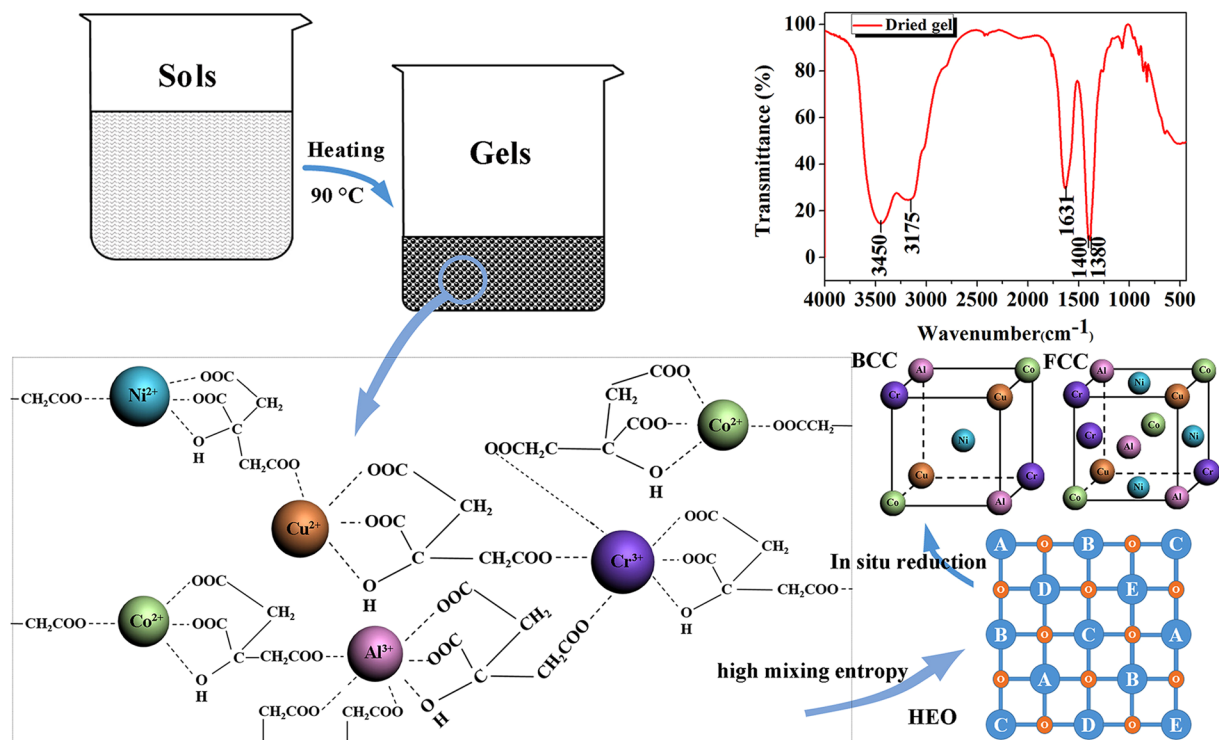 Sols
Heating
90 °C
Gels
Dried gel
Transmittance (%)
100
80
60
40
20
0
3450
3175
1631
1400
1380
4000 3500 3000 2500 2000 1500 1000 500
Wavenumber(cm-1)
Ni2+
CH2COO
OOC
OOC
CH2
C
O
H
CH2COO
Cu2+
OOC
OOC
CH2
C
O
H
CH2COO
OOCCH2
OOC
OOC
C
O
H
Co2+
OOCCH2
Cr3+
OOC
OOC
CH2
C
O
H
CH2COO
Co2+
CH2COO
OOC
OOC
CH2
C
O
H
CH2COO
Al3+
OOC
OOC
CH2
C
O
H
CH2COO
CH2COO
CH2COO
BCC
Al
Co
Cr
Cu
Ni
Cu
Cr
Co
Al
FCC
Al
Co
Ni
Cr
Cu
Co
Cr
Ni
Al
Cu
Cr
Ni
Co
Al
In situ reduction
high mixing entropy
HEO
A O B O C
O D O E O
B O C O A
O A O B O
C O D O E